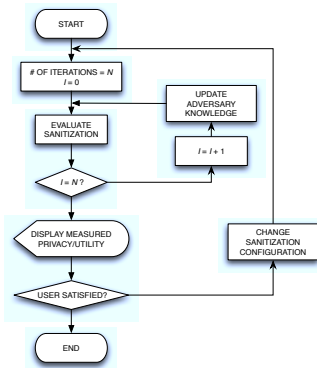 START
# OF ITERATIONS = N
I = 0
UPDATE
ADVERSARY
KNOWLEDGE
EVALUATE
SANITIZATION
I = I + 1
I = N ?
DISPLAY MEASURED
PRIVACY/UTILITY
CHANGE
SANITIZATION
CONFIGURATION
USER SATISFIED?
END